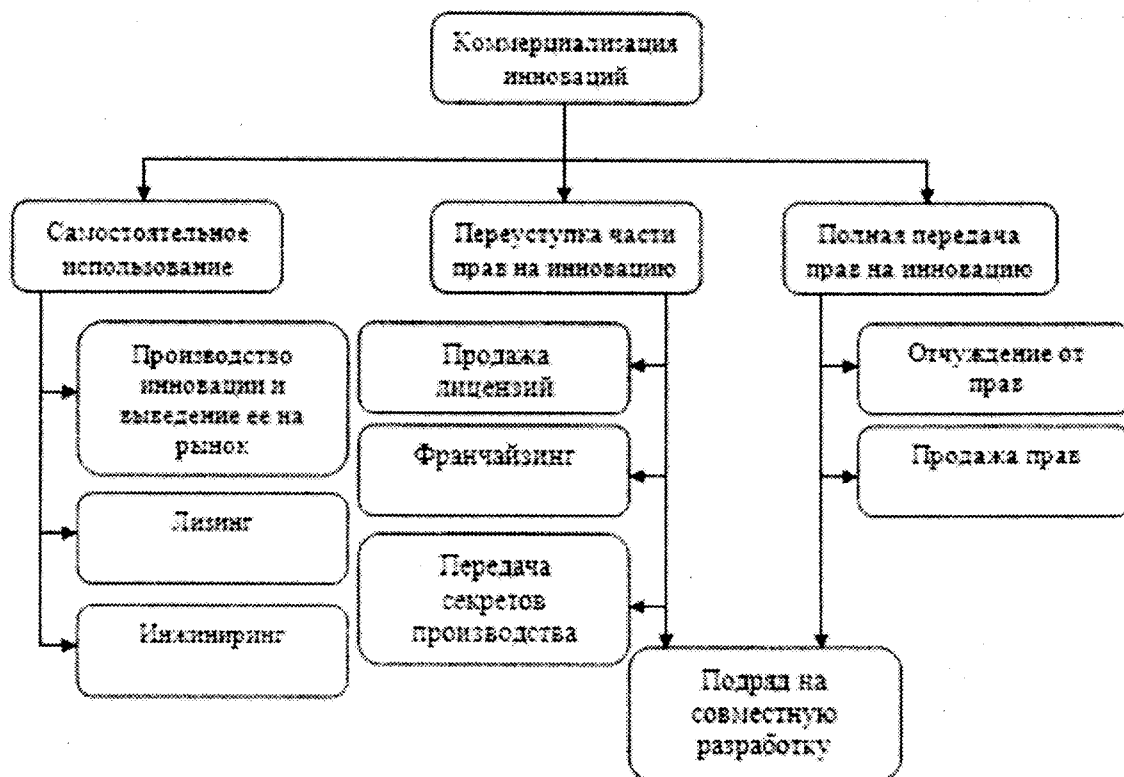 Коммерциализация
инноваций
Самостоятельное
использование
Переуступка части
прав на инновацию
Полная передача
прав на инновацию
Производство
инновации и
выведение ее на
рынок
Лизинг
Инжиниринг
Продажа
лицензий
Франчайзинг
Передача
секретов
производства
Отчуждение от
прав
Продажа прав
Подряд на
совместную
разработку